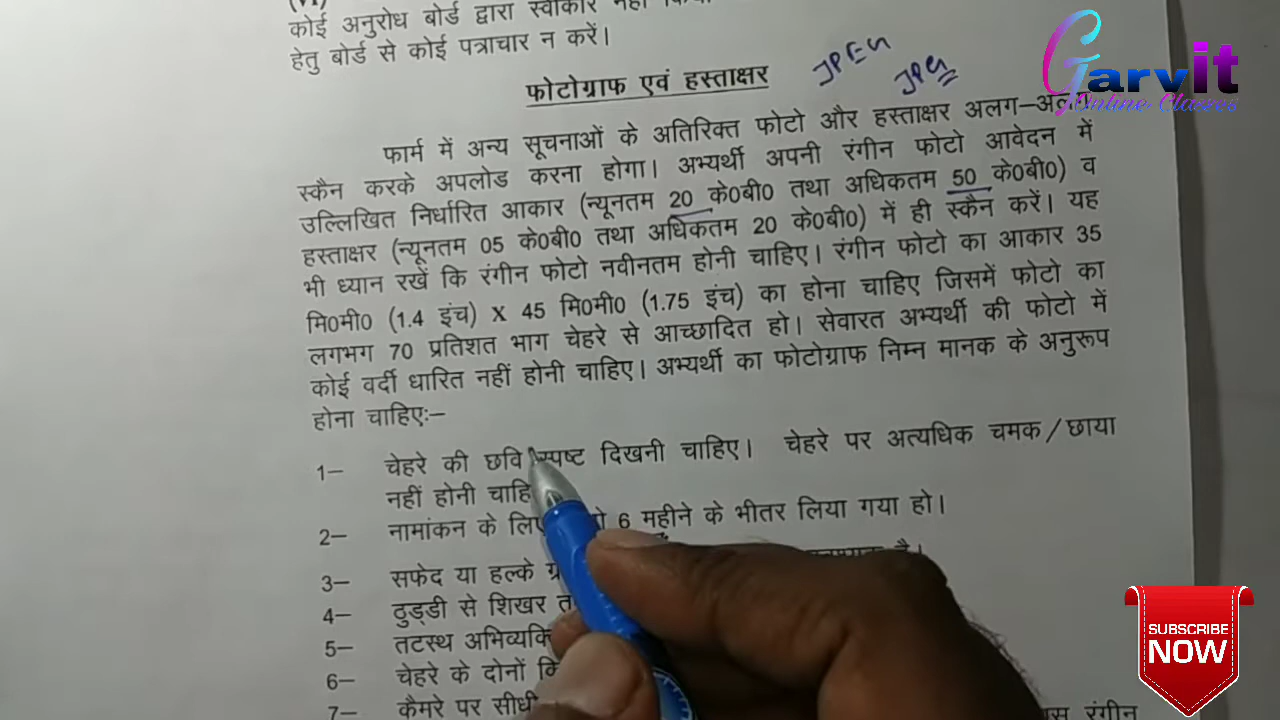 (VI)
कोई अनुरोध बोर्ड द्वारा स्वीकार नहीं
हेतु बोर्ड से कोई पत्राचार न करें।
JPEG
JPG
Garvit
Online Classes
फोटोग्राफ एवं हस्ताक्षर
फार्म में अन्य सूचनाओं के अतिरिक्त फोटो और हस्ताक्षर अलग–अलग
स्कैन करके अपलोड करना होगा। अभ्यर्थी अपनी रंगीन फोटो आवेदन में
उल्लिखित निर्धारित आकार (न्यूनतम 20 के0बी0 तथा अधिकतम 50 के0बी0) व
हस्ताक्षर (न्यूनतम 05 के0बी0 तथा अधिकतम 20 के0बी0) में ही स्कैन करें। यह
भी ध्यान रखें कि रंगीन फोटो नवीनतम होनी चाहिए। रंगीन फोटो का आकार 35
मि0मी0 (1.4 इंच) X 45 मि0मी0 (1.75 इंच) का होना चाहिए जिसमें फोटो का
लगभग 70 प्रतिशत भाग चेहरे से आच्छादित हो। सेवारत अभ्यर्थी की फोटो में
कोई वर्दी धारित नहीं होनी चाहिए। अभ्यर्थी का फोटोग्राफ निम्न मानक के अनुरूप
होना चाहिएः–
1– चेहरे की छवि स्पष्ट दिखनी चाहिए। चेहरे पर अत्यधिक चमक/छाया
नहीं होनी
2– नामांकन के 6 महीने के भीतर लिया गया हो।
3– सफेद या हल्के
4– ठुड्डी से शिखर
5– तटस्थ
6– चेहरे के दोनों
7– कैमरे पर सीधी रंगीन
SUBSCRIBE
NOW